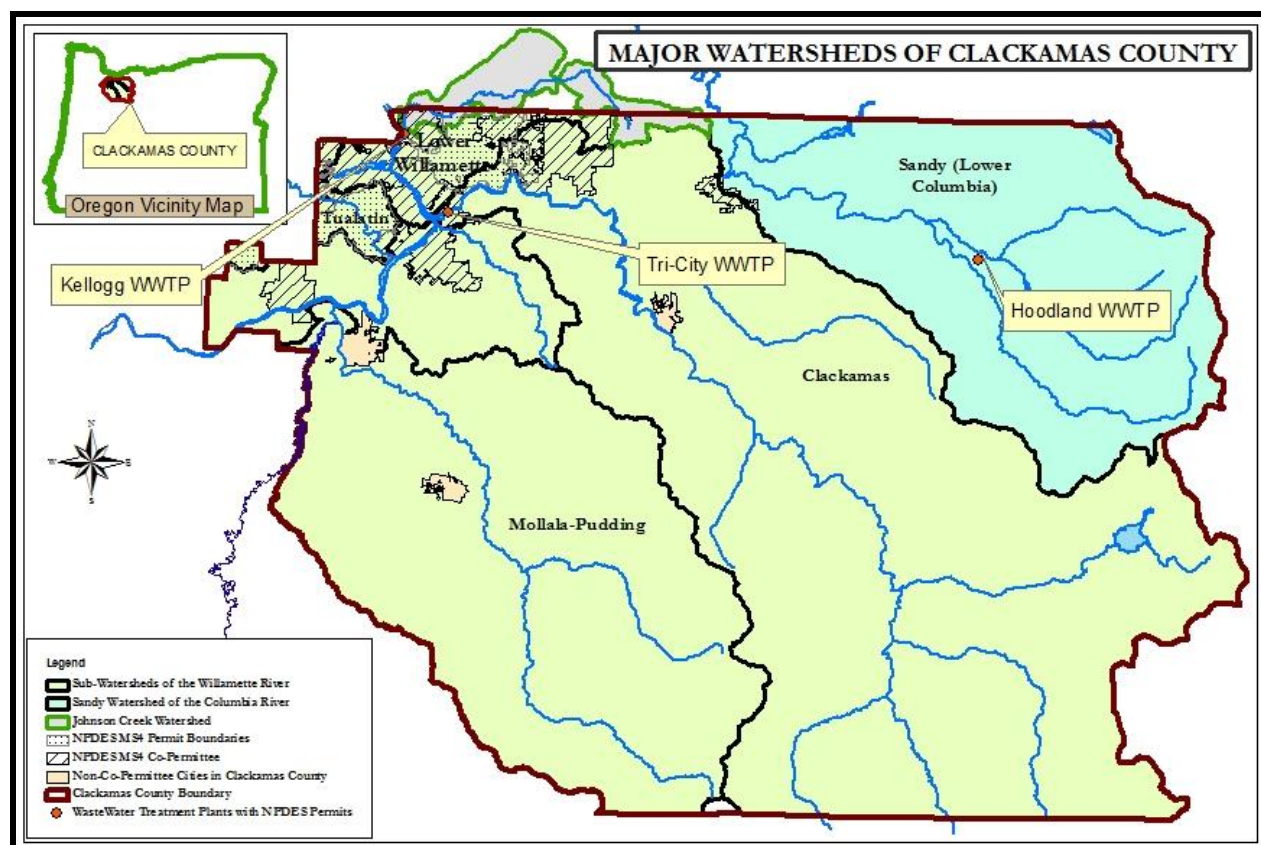 MAJOR WATERSHEDS OF CLACKAMAS COUNTY
CLACKAMAS COUNTY
Oregon Vicinity Map
Lower
Willamette
Tualatin
Sandy (Lower
Columbia)
Kellogg WWTP
Tri-City WWTP
Hoodland WWTP
Clackamas
Mollala-Pudding
N
W
E
S
Legend
Sub-Watersheds of the Willamette River
Sandy Watershed of the Columbia River
Johnson Creek Watershed
NPDES MS4 Permit Boundaries
NPDES MS4 Co-Permittee
Non-Co-Permittee Cities in Clackamas County
Clackamas County Boundary
WasteWater Treatment Plants with NPDES Permits